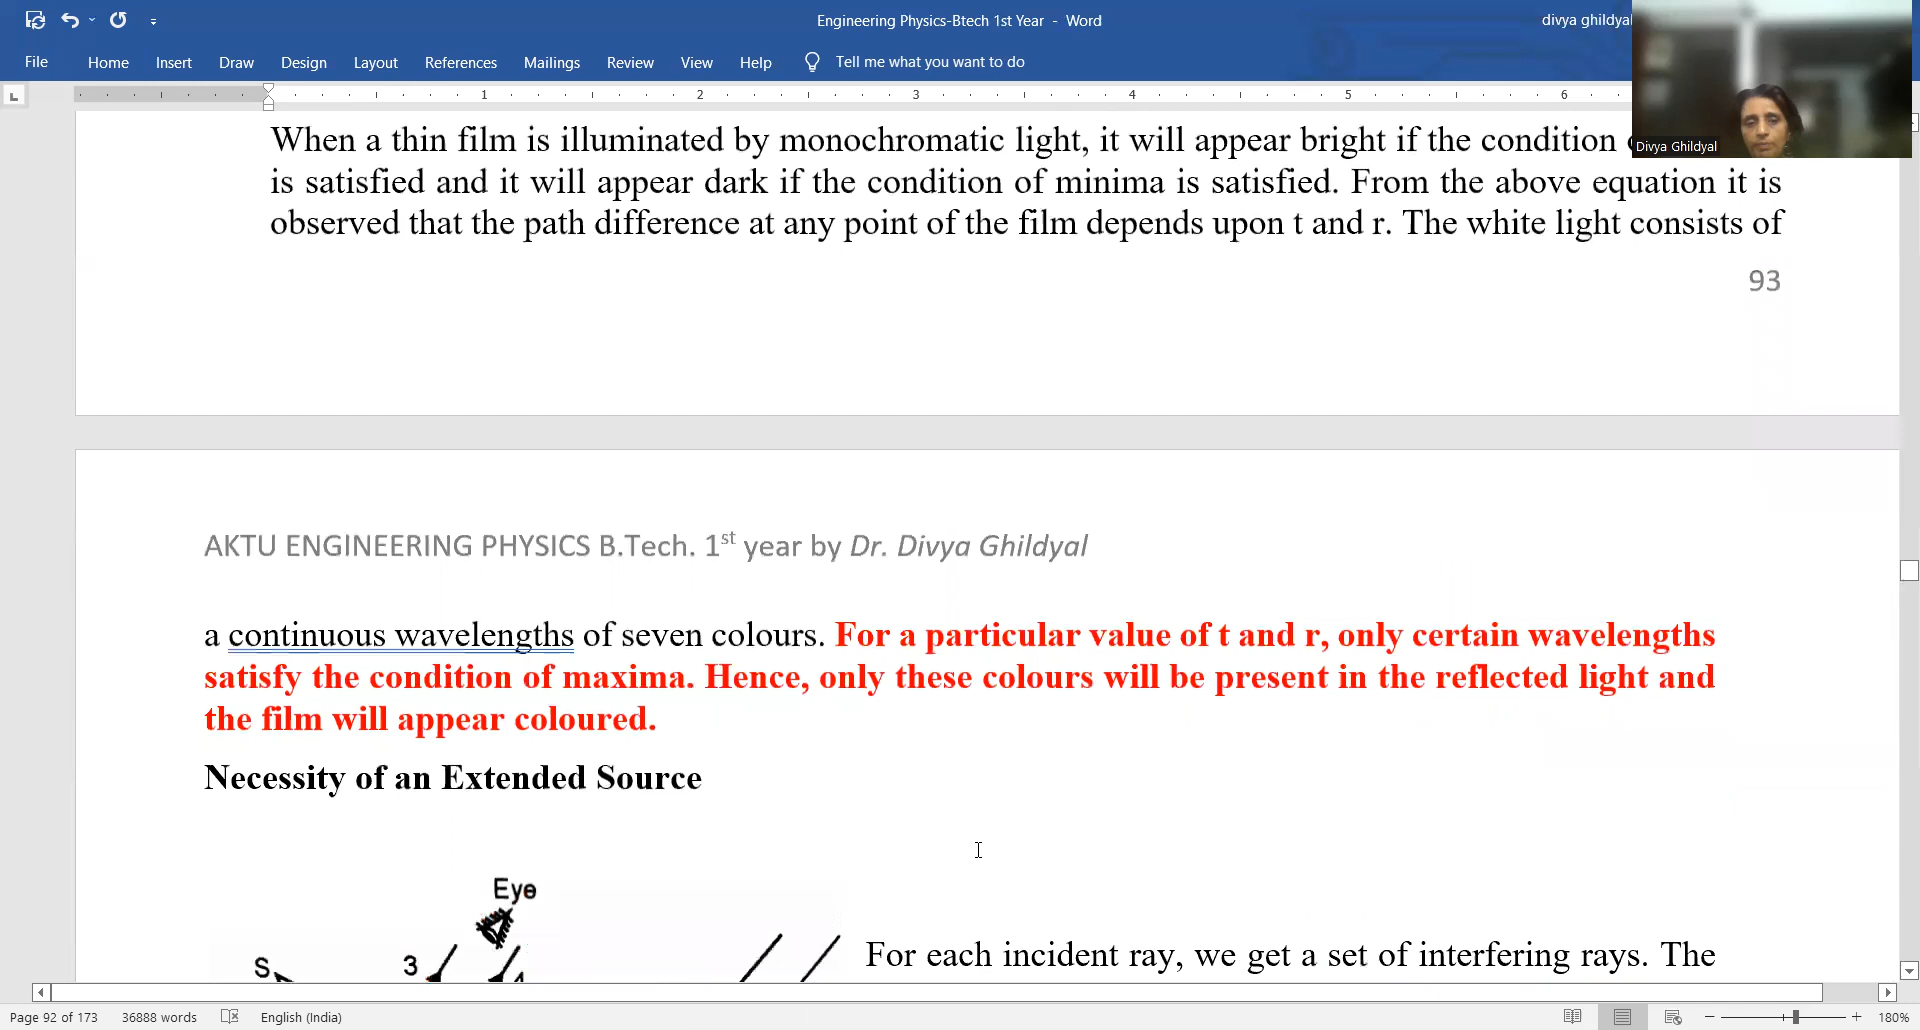 Engineering Physics-Btech 1st Year - Word
divya ghildyal
File Home Insert Draw Design Layout References Mailings Review View Help Tell me what you want to do
1 2 3 4 5 6
Divya Ghildyal
When a thin film is illuminated by monochromatic light, it will appear bright if the condition
is satisfied and it will appear dark if the condition of minima is satisfied. From the above equation it is
observed that the path difference at any point of the film depends upon t and r. The white light consists of
93
AKTU ENGINEERING PHYSICS B.Tech. 1st year by Dr. Divya Ghildyal
a continuous wavelengths of seven colours. For a particular value of t and r, only certain wavelengths
satisfy the condition of maxima. Hence, only these colours will be present in the reflected light and
the film will appear coloured.
Necessity of an Extended Source
Eye
S 3 4
For each incident ray, we get a set of interfering rays. The
Page 92 of 173 36888 words English (India) 180%